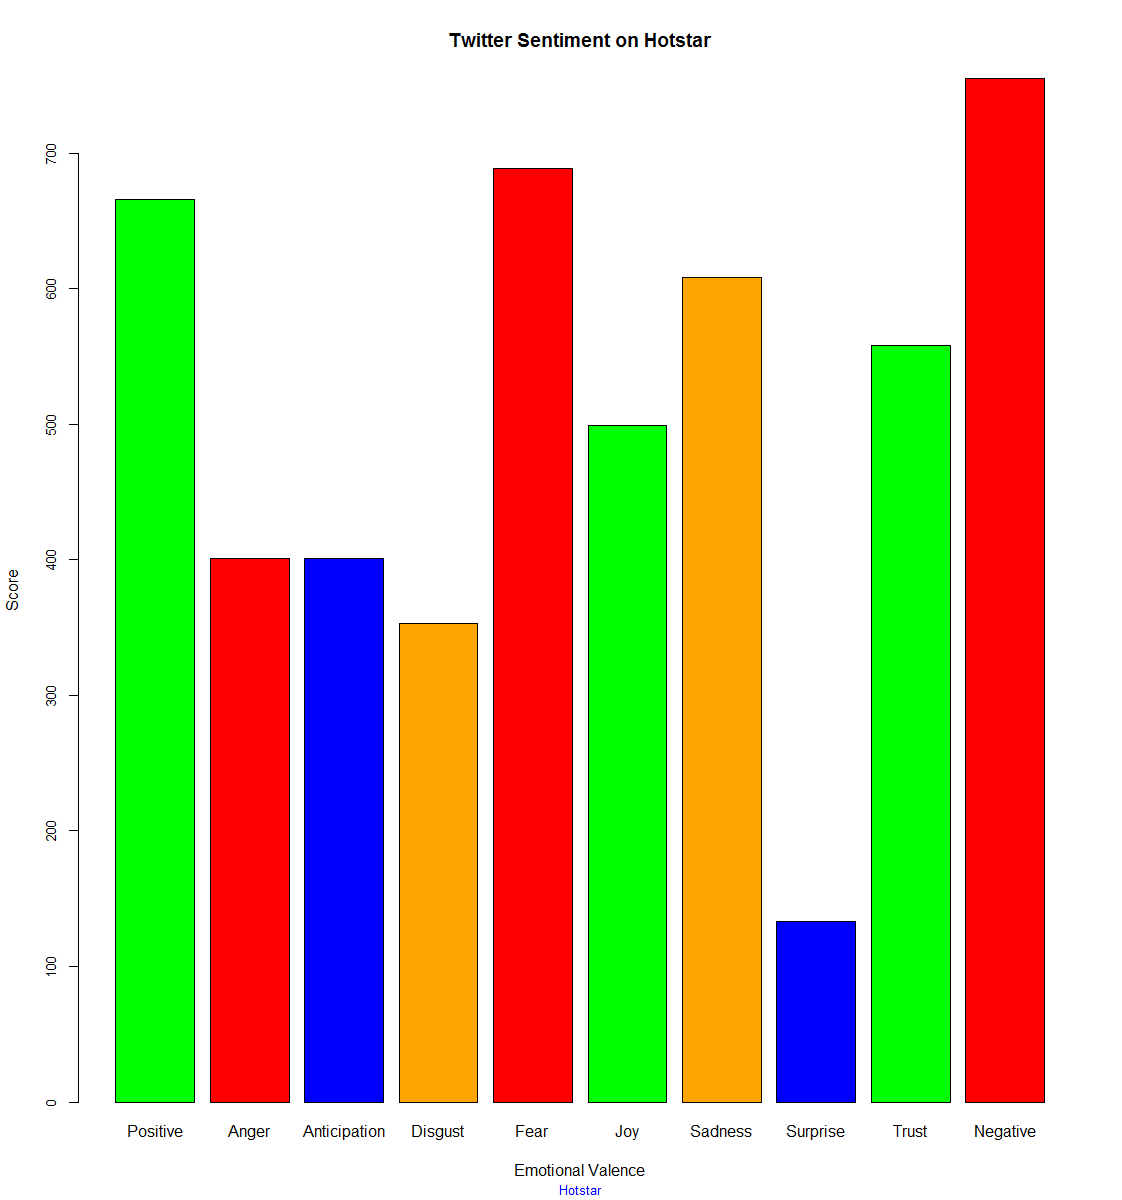 Twitter Sentiment on Hotstar
700
600
500
400
300
200
100
0
Score
Positive Anger Anticipation Disgust Fear Joy Sadness Surprise Trust Negative
Emotional Valence
Hotstar